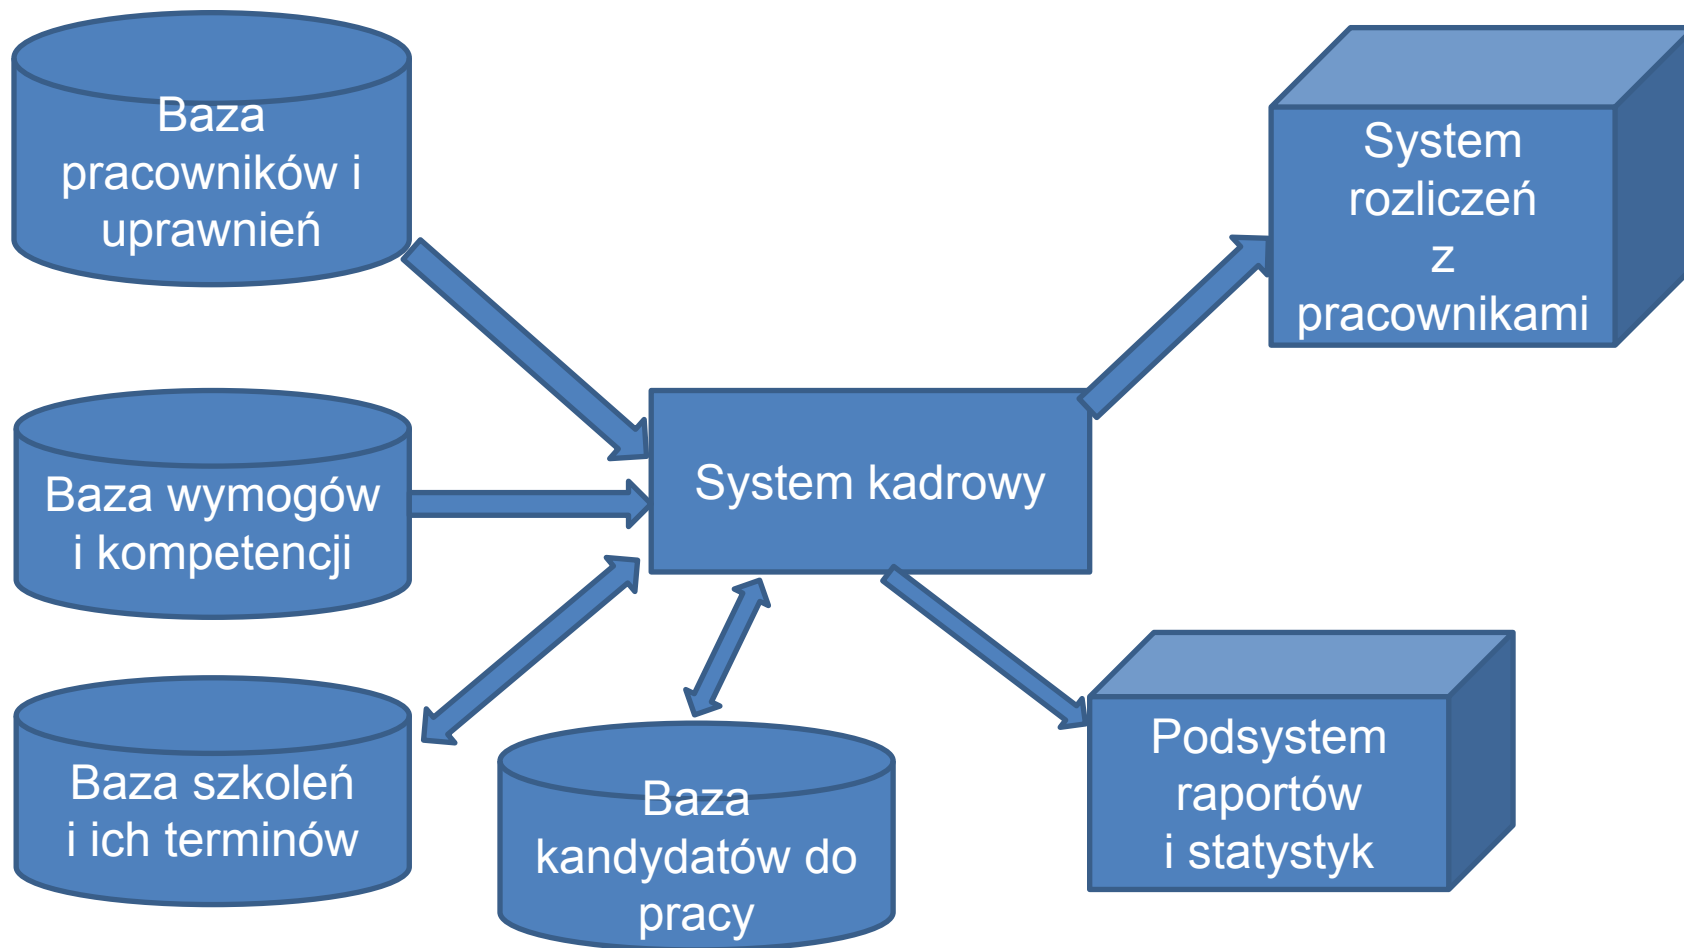 Baza
pracowników i
uprawnień
System
rozliczeń
z
pracownikami
Baza wymogów
i kompetencji
System kadrowy
Baza szkoleń
i ich terminów
Baza
kandydatów do
pracy
Podsystem
raportów
i statystyk